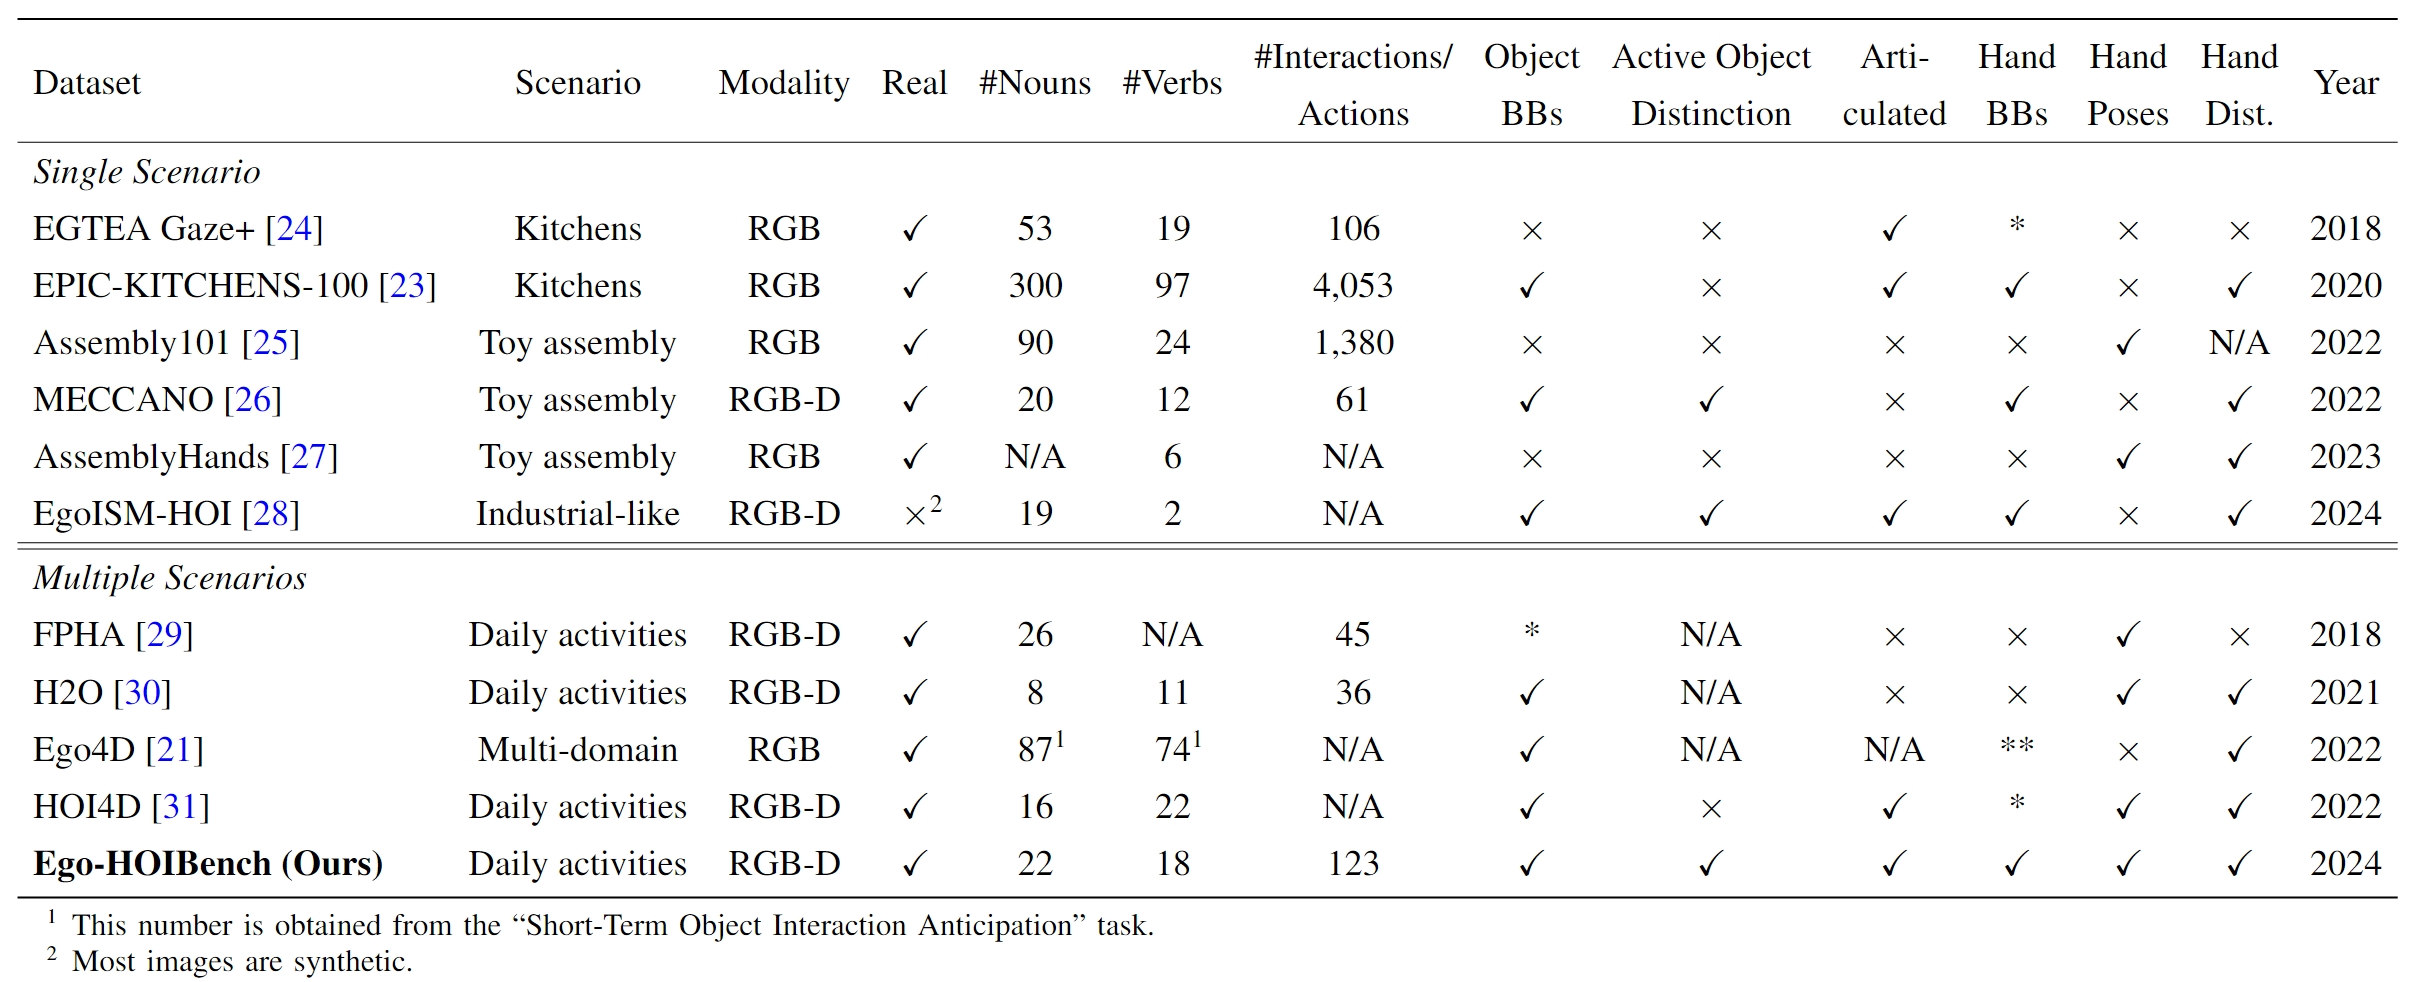 Dataset Scenario Modality Real #Nouns #Verbs #Interactions/ Actions Object BBs Active Object Distinction Arti- culated Hand BBs Hand Poses Hand Dist. Year
Single Scenario
EGTEA Gaze+ [24] Kitchens RGB ✓ 53 19 106 × × ✓ * × × 2018
EPIC-KITCHENS-100 [23] Kitchens RGB ✓ 300 97 4,053 ✓ × ✓ ✓ × ✓ 2020
Assembly101 [25] Toy assembly RGB ✓ 90 24 1,380 × × × × ✓ N/A 2022
MECCANO [26] Toy assembly RGB-D ✓ 20 12 61 ✓ ✓ × ✓ × ✓ 2022
AssemblyHands [27] Toy assembly RGB ✓ N/A 6 N/A × × × × ✓ ✓ 2023
EgoISM-HOI [28] Industrial-like RGB-D ×² 19 2 N/A ✓ ✓ ✓ ✓ × ✓ 2024
Multiple Scenarios
FPHA [29] Daily activities RGB-D ✓ 26 N/A 45 * N/A × × ✓ × 2018
H2O [30] Daily activities RGB-D ✓ 8 11 36 ✓ N/A × × ✓ ✓ 2021
Ego4D [21] Multi-domain RGB ✓ 87¹ 74¹ N/A ✓ N/A N/A ** × ✓ 2022
HOI4D [31] Daily activities RGB-D ✓ 16 22 N/A ✓ × ✓ * ✓ ✓ 2022
Ego-HOIBench (Ours) Daily activities RGB-D ✓ 22 18 123 ✓ ✓ ✓ ✓ ✓ ✓ 2024
¹ This number is obtained from the “Short-Term Object Interaction Anticipation” task.
² Most images are synthetic.